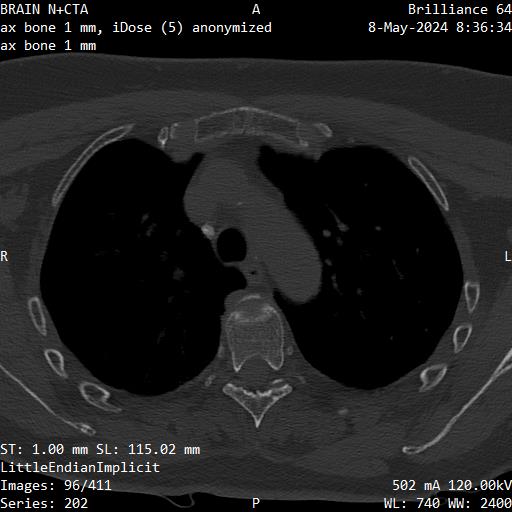 BRAIN N+CTA
ax bone 1 mm, iDose (5) anonymized
ax bone 1 mm
A
Brilliance 64
8-May-2024 8:36:34
R
L
ST: 1.00 mm SL: 115.02 mm
LittleEndianImplicit
Images: 96/411
Series: 202
P
502 mA 120.00kV
WL: 740 WW: 2400